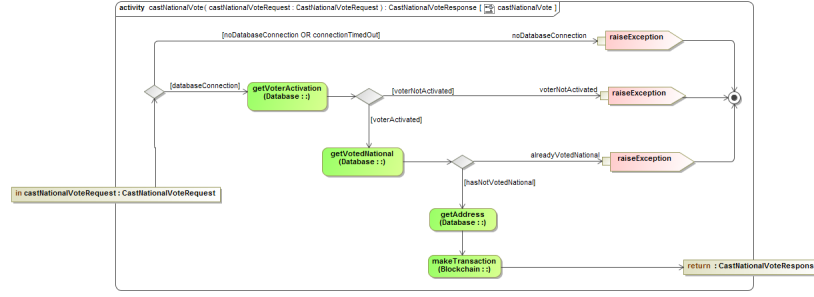 activity castNationalVote( castNationalVoteRequest : CastNationalVoteRequest ) : CastNationalVoteResponse [ castNationalVote ]
[noDatabaseConnection OR connectionTimedOut]
noDatabaseConnection
raiseException
[databaseConnection]
getVoterActivation
(Database : :)
[voterNotActivated]
voterNotActivated
raiseException
[voterActivated]
getVotedNational
(Database : :)
alreadyVotedNational
raiseException
[hasNotVotedNational]
in castNationalVoteRequest : CastNationalVoteRequest
getAddress
(Database : :)
makeTransaction
(Blockchain : :)
return : CastNationalVoteRespons